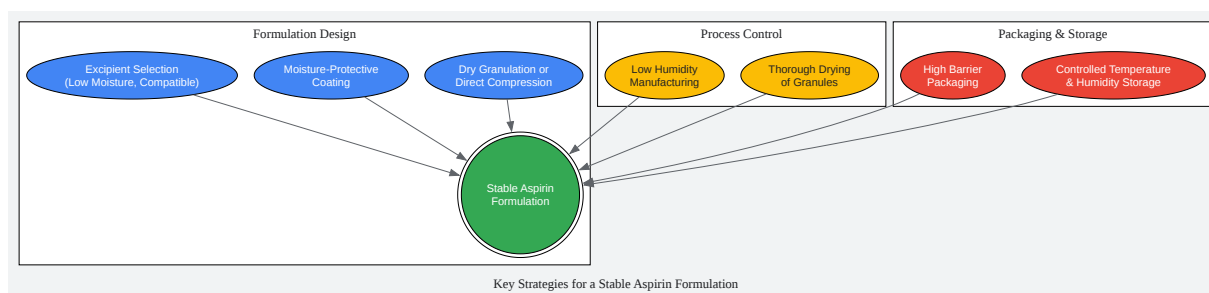 Formulation Design
Process Control
Packaging & Storage
Excipient Selection
(Low Moisture, Compatible)
Moisture-Protective
Coating
Dry Granulation or
Direct Compression
Low Humidity
Manufacturing
Thorough Drying
of Granules
High Barrier
Packaging
Controlled Temperature
& Humidity Storage
Stable Aspirin
Formulation
Key Strategies for a Stable Aspirin Formulation